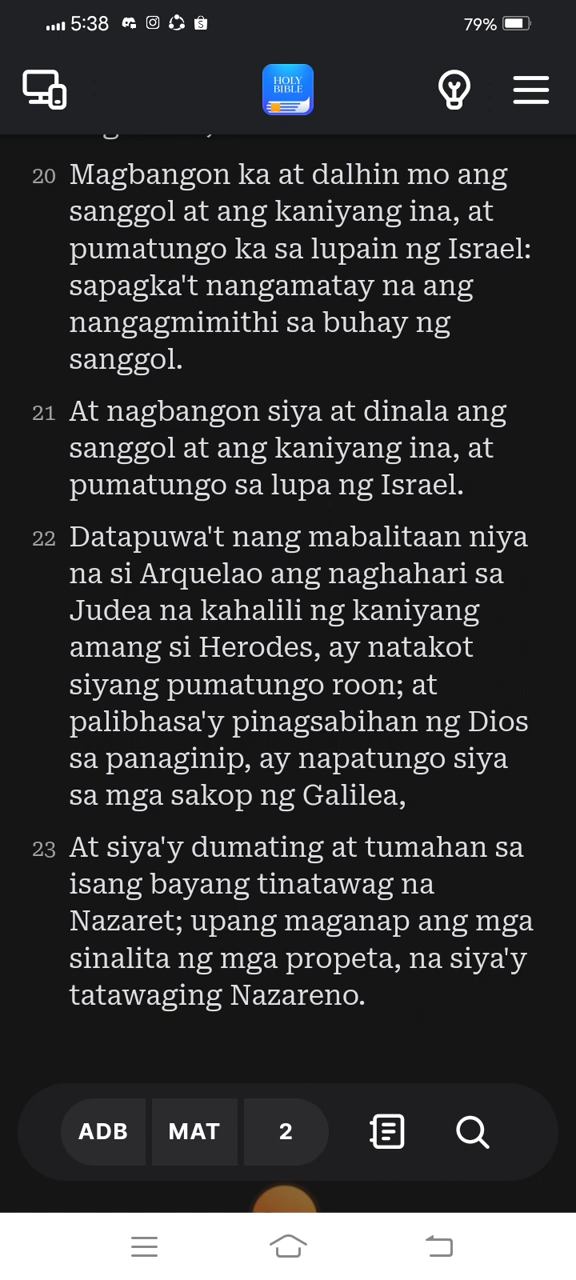 5:38
79%
HOLY
BIBLE
20 Magbangon ka at dalhin mo ang
sanggol at ang kaniyang ina, at
pumatungo ka sa lupain ng Israel:
sapagka't nangamatay na ang
nangagmimithi sa buhay ng
sanggol.
21 At nagbangon siya at dinala ang
sanggol at ang kaniyang ina, at
pumatungo sa lupa ng Israel.
22 Datapuwa't nang mabalitaan niya
na si Arquelao ang naghahari sa
Judea na kahalili ng kaniyang
amang si Herodes, ay natakot
siyang pumatungo roon; at
palibhasa'y pinagsabihan ng Dios
sa panaginip, ay napatungo siya
sa mga sakop ng Galilea,
23 At siya'y dumating at tumahan sa
isang bayang tinatawag na
Nazaret; upang maganap ang mga
sinalita ng mga propeta, na siya'y
tatawaging Nazareno.
ADB MAT 2